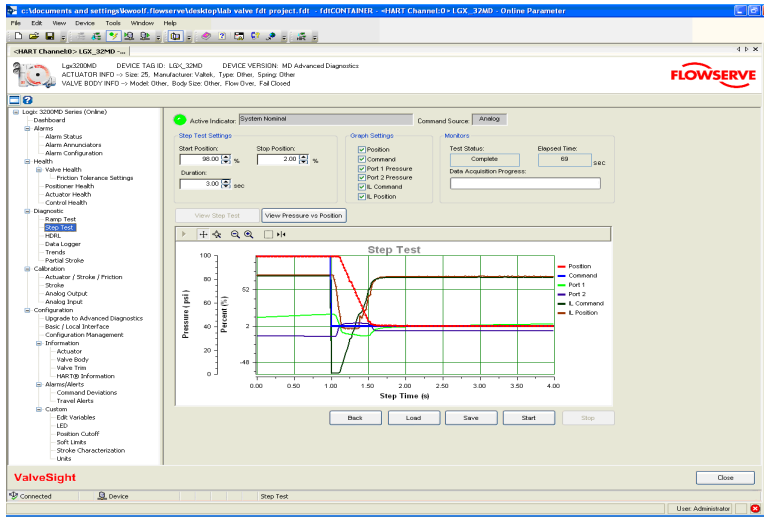 c:\documents and settings\kwoolf.flowserve\desktop\lab valve fdt project.fdt - fdtCONTAINER - <HART Channel:0> LGX_32MD - Online Parameter
File Edit View Device Tools Window Help
<HART Channel:0> LGX_32MD -...
Lgx3200MD DEVICE TAG ID: LGX_32MD DEVICE VERSION: MD Advanced Diagnostics
ACTUATOR INFO --> Size: 25, Manufacturer: Valtek, Type: Other, Spring: Other
VALVE BODY INFO --> Model: Other, Body Size: Other, Flow Over, Fail Closed
FLOWSERVE
Logix 3200MD Series (Online)
Dashboard
Alarms
Alarm Status
Alarm Annunciators
Alarm Configuration
Health
Valve Health
Friction Tolerance Settings
Positioner Health
Actuator Health
Control Health
Diagnostic
Ramp Test
Step Test
HDRL
Data Logger
Trends
Partial Stroke
Calibration
Actuator / Stroke / Friction
Stroke
Analog Output
Analog Input
Configuration
Upgrade to Advanced Diagnostics
Basic / Local Interface
Configuration Management
Information
Actuator
Valve Body
Valve Trim
HART® Information
Alarms/Alerts
Command Deviations
Travel Alerts
Custom
Edit Variables
LED
Position Cutoff
Soft Limits
Stroke Characterization
Units
Active Indicator: System Nominal
Command Source: Analog
Step Test Settings
Start Position: Stop Position:
98.00 % 2.00 %
Duration:
3.00 sec
Graph Settings
Position
Command
Port 1 Pressure
Port 2 Pressure
IL Command
IL Position
Monitors
Test Status: Elapsed Time:
Complete 69 sec
Data Acquisition Progress:
View Step Test View Pressure vs Position
Step Test
Pressure (psi)
100
80
60
40
20
0
Percent (%)
52
2
-48
0.00 0.50 1.00 1.50 2.00 2.50 3.00 3.50 4.00
Step Time (s)
Position
Command
Port 1
Port 2
IL Command
IL Position
Back Load Save Start Stop
ValveSight
Close
Connected Device Step Test
User: Administrator